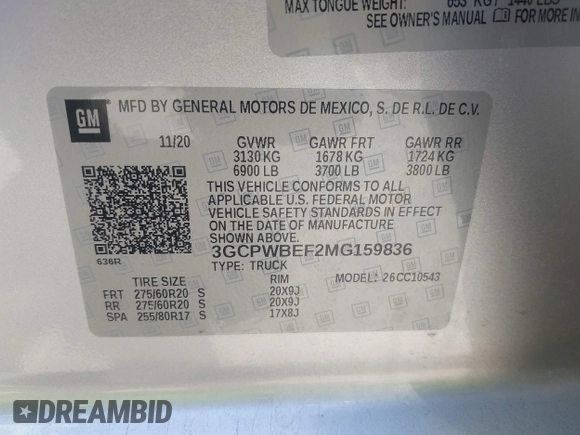 MAX TONGUE WEIGHT: 653 KG / 1440 LBS
SEE OWNER'S MANUAL FOR MORE IN
GM MFD BY GENERAL MOTORS DE MEXICO, S. DE R.L. DE C.V.
11/20 GVWR GAWR FRT GAWR RR
3130 KG 1678 KG 1724 KG
6900 LB 3700 LB 3800 LB
THIS VEHICLE CONFORMS TO ALL
APPLICABLE U.S. FEDERAL MOTOR
VEHICLE SAFETY STANDARDS IN EFFECT
ON THE DATE OF MANUFACTURE
SHOWN ABOVE.
3GCPWBEF2MG159836
636R
TYPE: TRUCK
TIRE SIZE RIM MODEL: 26CC10543
FRT 275/60R20 S 20X9J
RR 275/60R20 S 20X9J
SPA 255/80R17 S 17X8J
DREAMBID